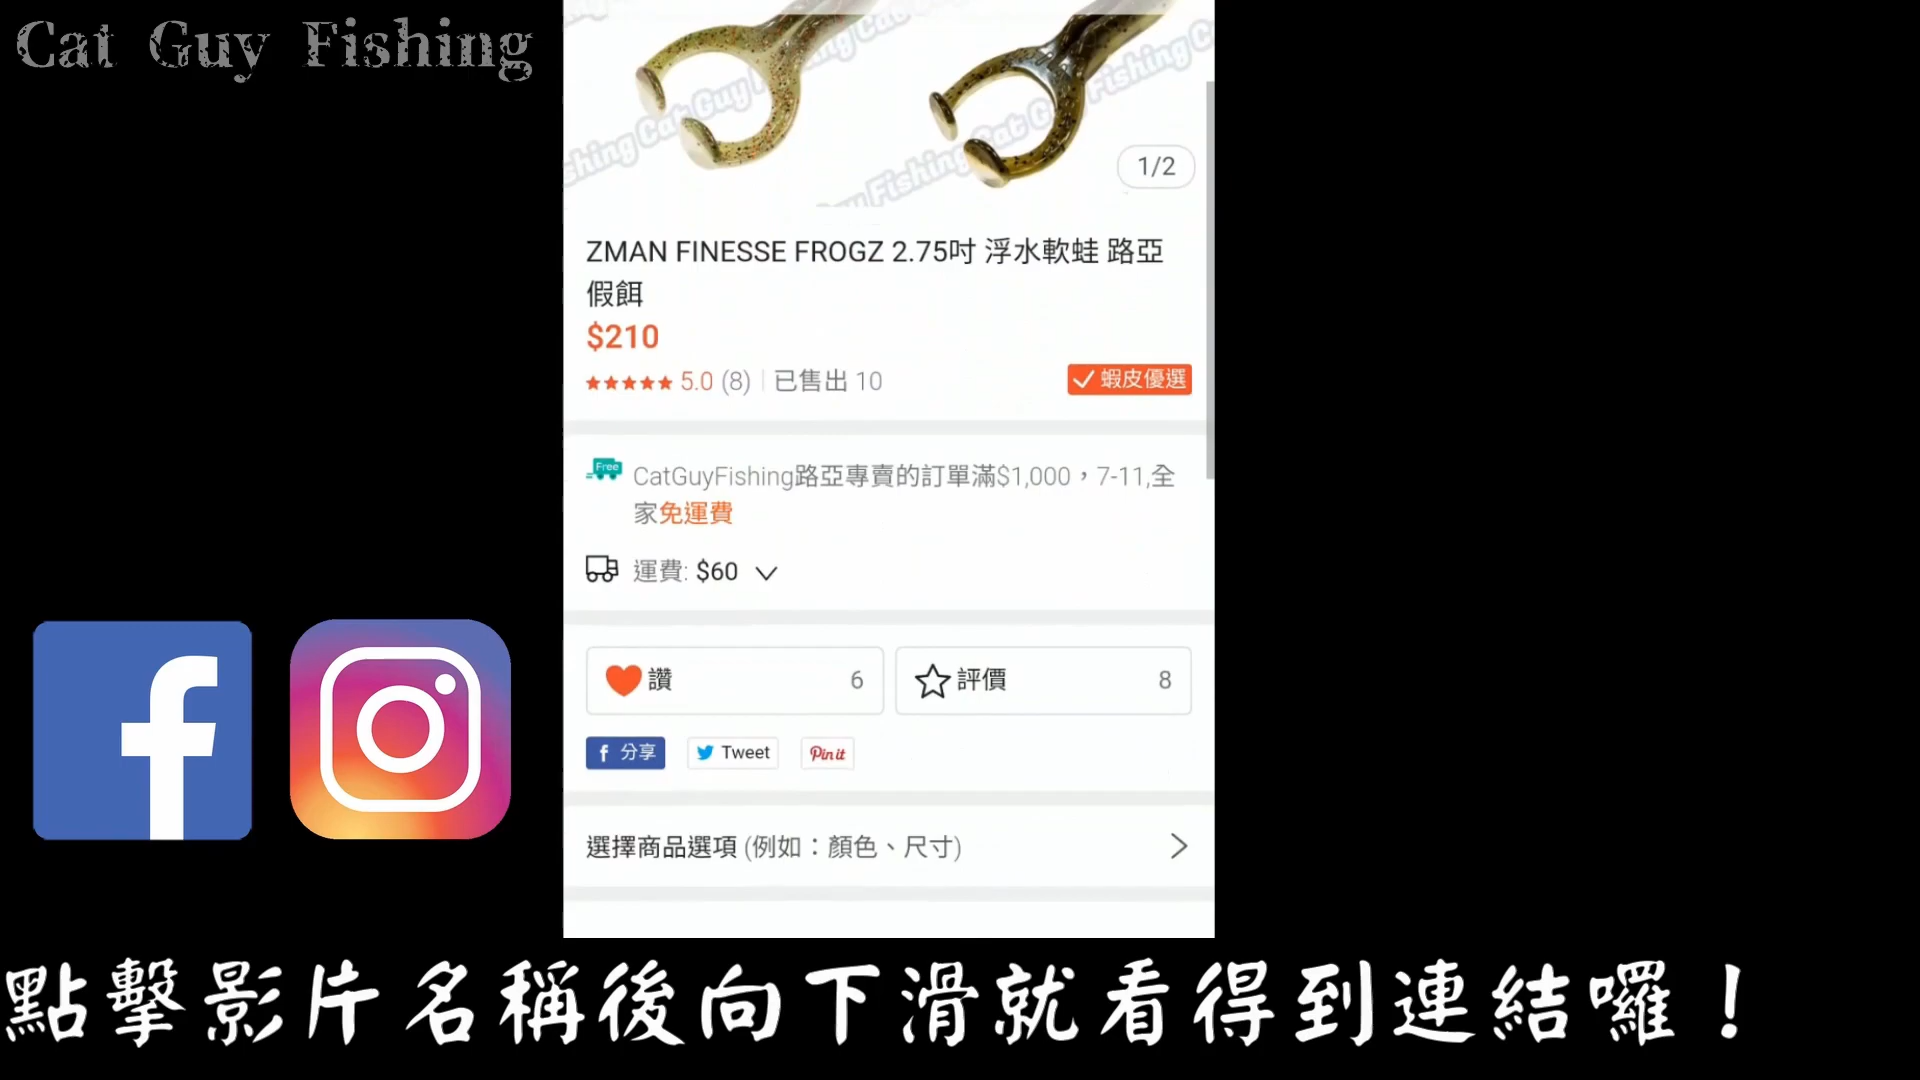 Cat Guy Fishing
1/2
ZMAN FINESSE FROGZ 2.75吋 浮水軟蛙 路亞
假餌
$210
5.0 (8) 已售出 10
蝦皮優選
Free
CatGuyFishing路亞專賣的訂單滿$1,000，7-11,全
家免運費
運費: $60
讚 6
評價 8
分享
Tweet
Pin it
選擇商品選項 (例如：顏色、尺寸)
點擊影片名稱後向下滑就看得到連結囉！